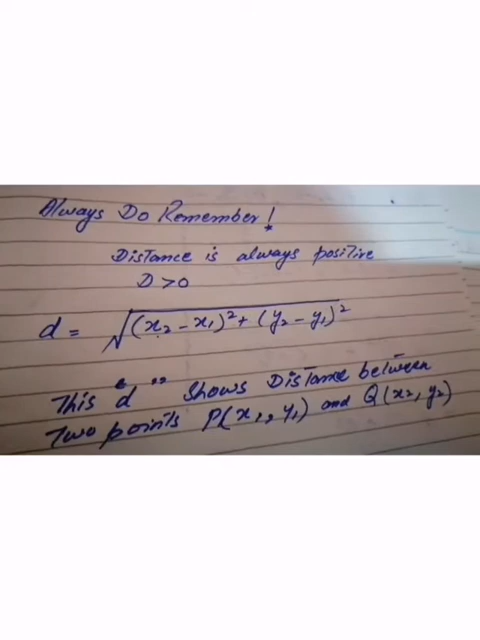 Always Do Remember!
Distance is always positive
D > 0
d = √(x₂ - x₁)² + (y₂ - y₁)²
This "d" shows Distance between
Two points P(x₁, y₁) and Q(x₂, y₂)